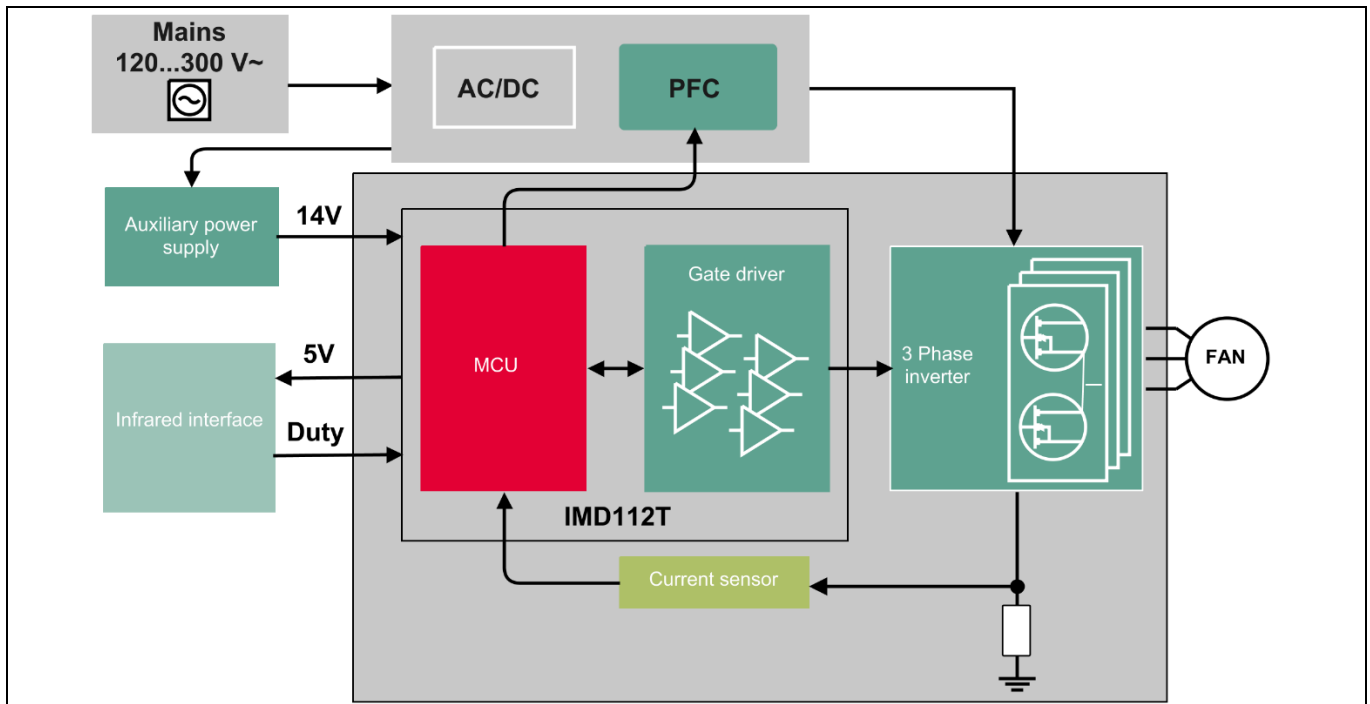 Mains
120...300 V~
AC/DC
PFC
Auxiliary power
supply
14V
5V
Infrared interface
Duty
MCU
Gate driver
3 Phase
inverter
FAN
IMD112T
Current sensor